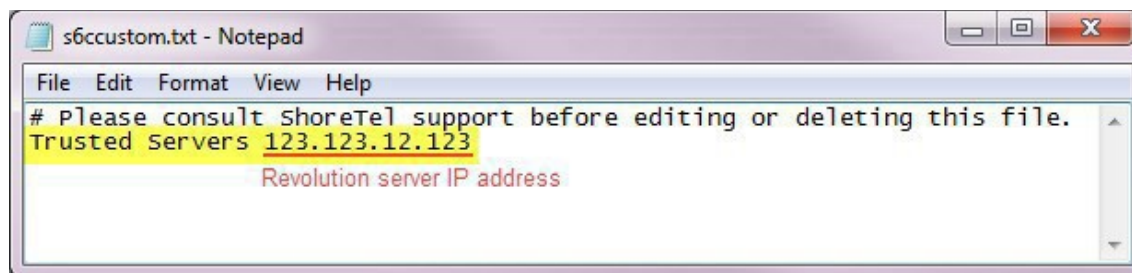 s6ccustom.txt - Notepad
File Edit Format View Help
# Please consult ShoreTel support before editing or deleting this file.
Trusted Servers 123.123.12.123
Revolution server IP address